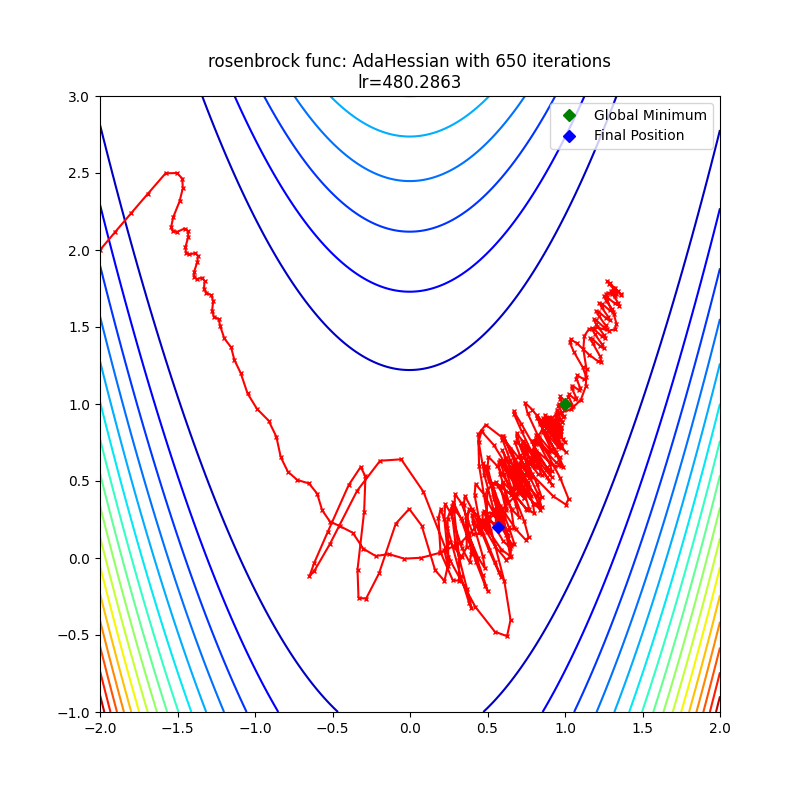 rosenbrock func: AdaHessian with 650 iterations
lr=480.2863
Global Minimum
Final Position
3.0
2.5
2.0
1.5
1.0
0.5
0.0
−0.5
−1.0
−2.0 −1.5 −1.0 −0.5 0.0 0.5 1.0 1.5 2.0